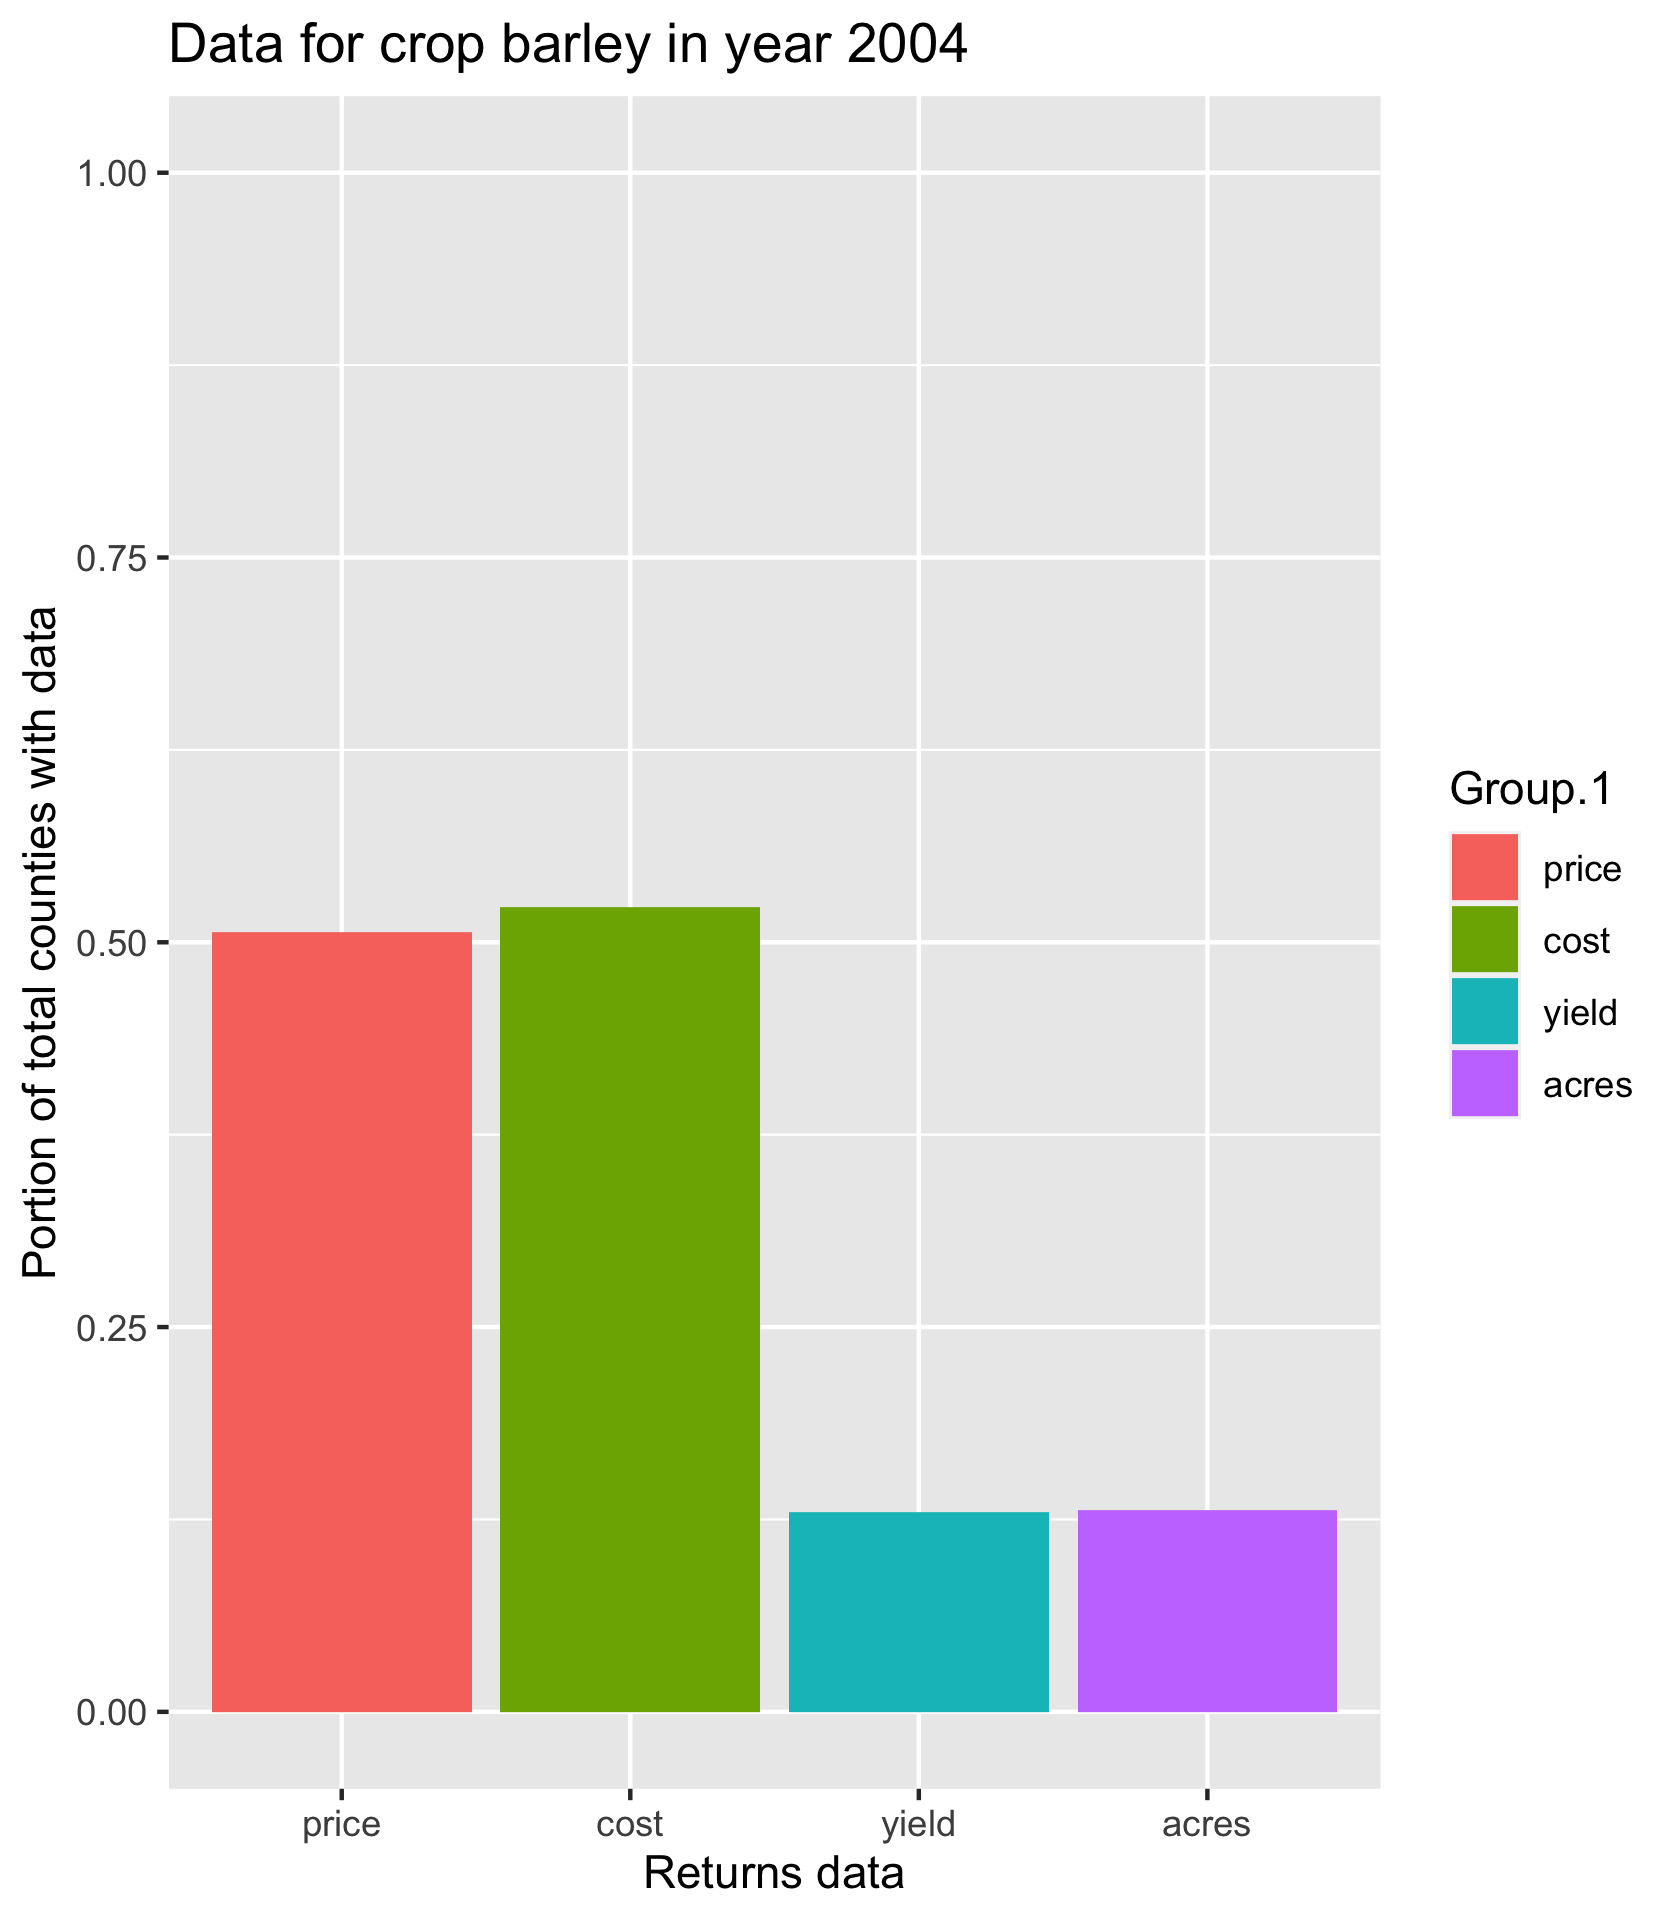 Data for crop barley in year 2004
Portion of total counties with data
1.00
0.75
0.50
0.25
0.00
price
cost
yield
acres
Returns data
Group.1
price
cost
yield
acres